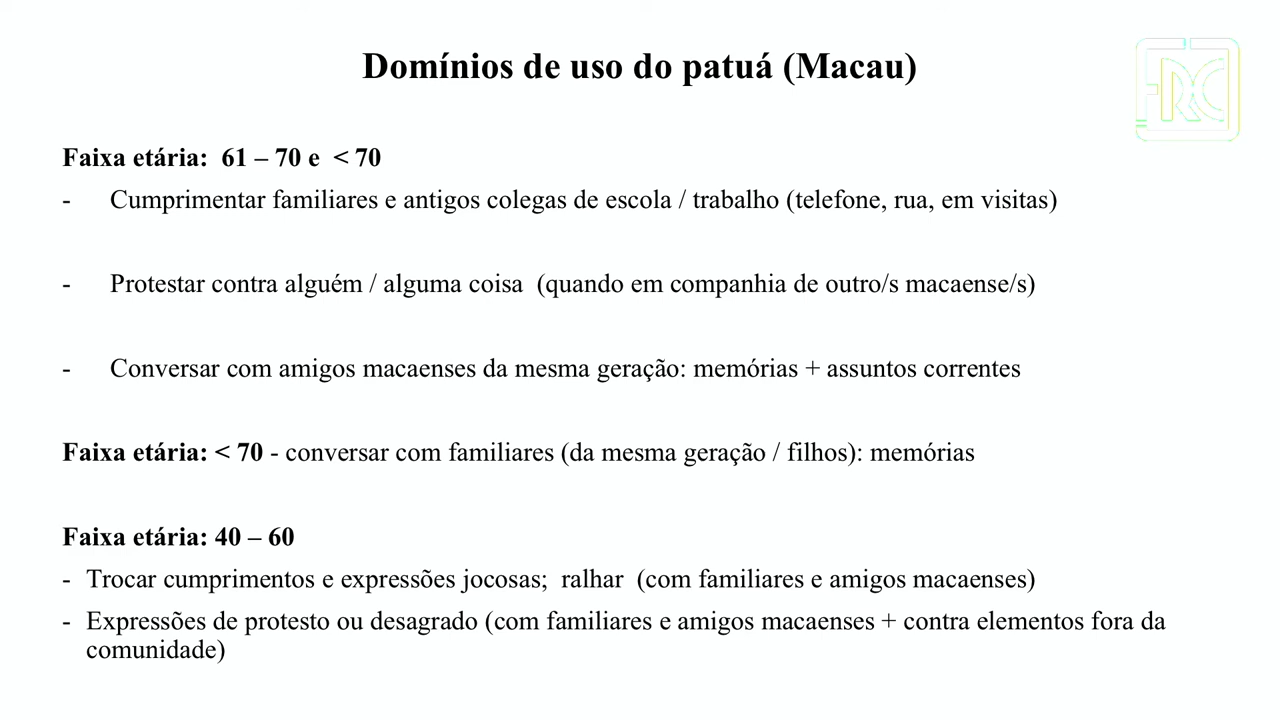 Domínios de uso do patuá (Macau)
Faixa etária:  61 – 70 e  < 70
- Cumprimentar familiares e antigos colegas de escola / trabalho (telefone, rua, em visitas)
- Protestar contra alguém / alguma coisa  (quando em companhia de outro/s macaense/s)
- Conversar com amigos macaenses da mesma geração: memórias + assuntos correntes
Faixa etária: < 70 - conversar com familiares (da mesma geração / filhos): memórias
Faixa etária: 40 – 60
- Trocar cumprimentos e expressões jocosas;  ralhar  (com familiares e amigos macaenses)
- Expressões de protesto ou desagrado (com familiares e amigos macaenses + contra elementos fora da
comunidade)